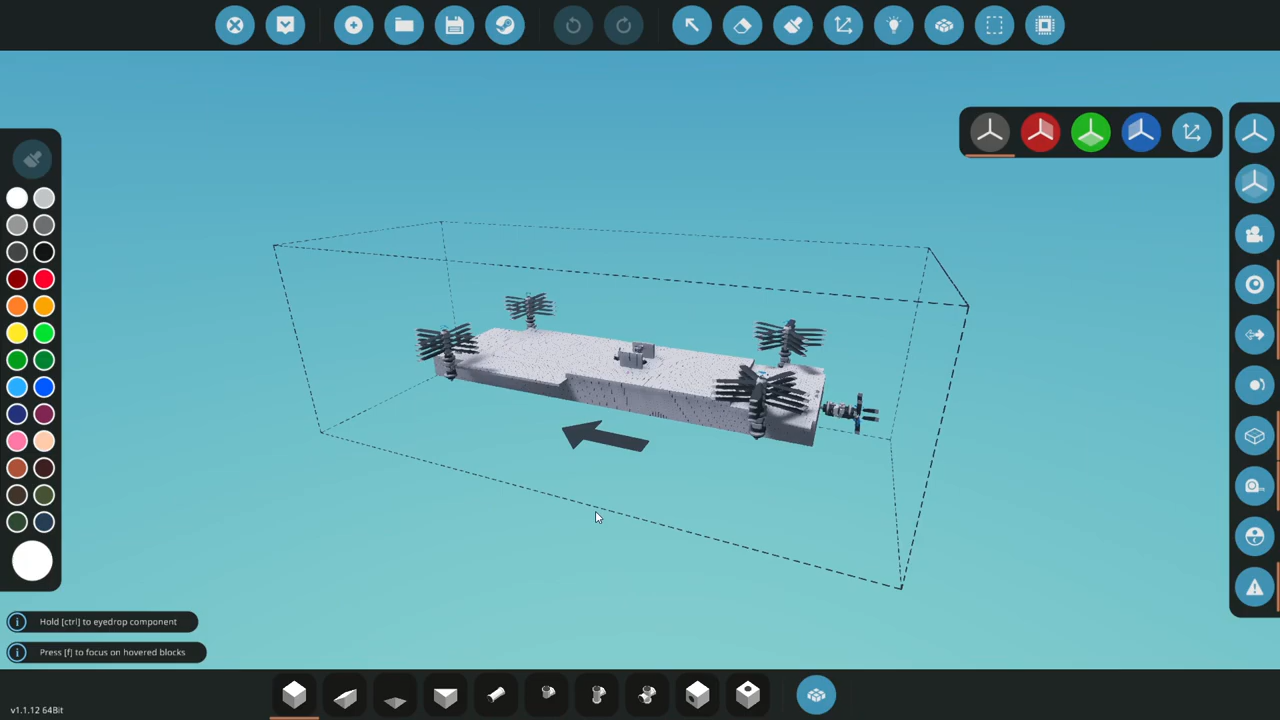 Hold [ctrl] to eyedrop component
Press [f] to focus on hovered blocks
v1.1.12 64Bit